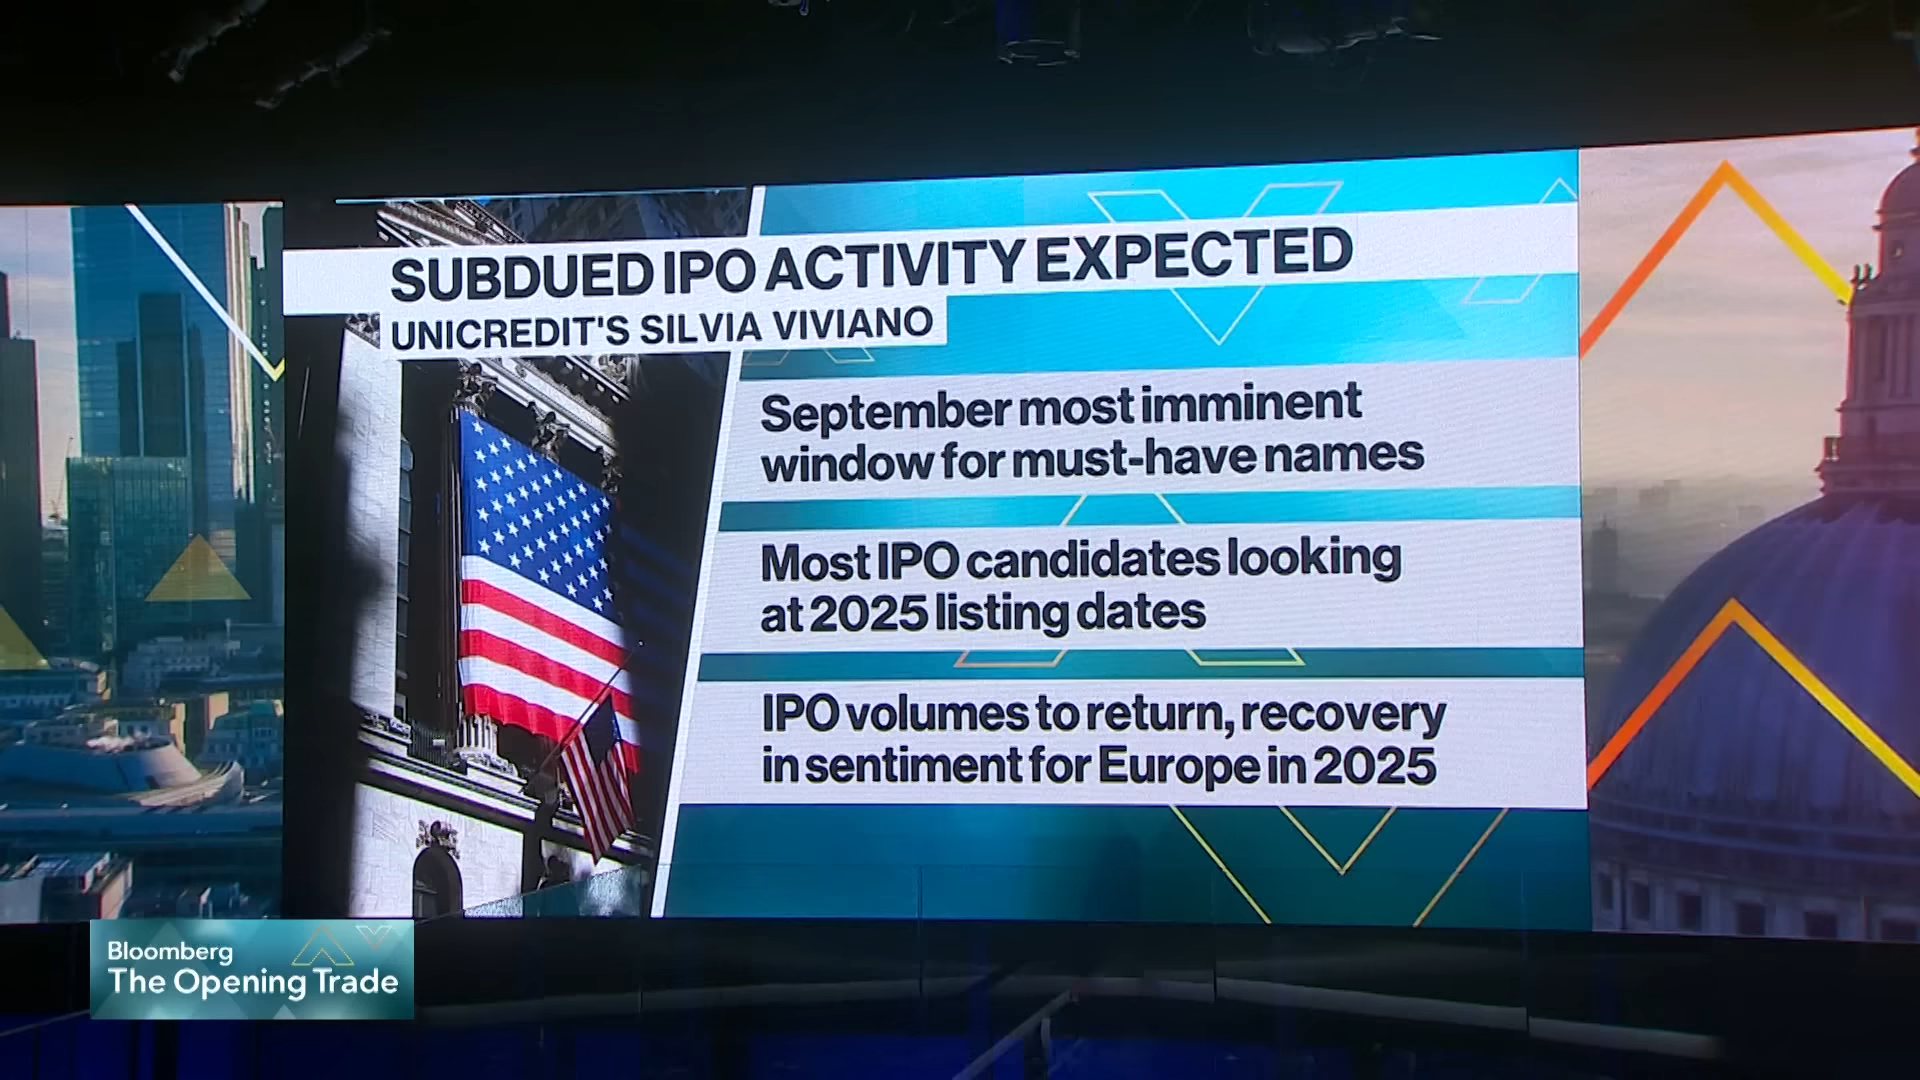 SUBDUED IPO ACTIVITY EXPECTED
UNICREDIT'S SILVIA VIVIANO
September most imminent
window for must-have names
Most IPO candidates looking
at 2025 listing dates
IPO volumes to return, recovery
in sentiment for Europe in 2025
Bloomberg
The Opening Trade